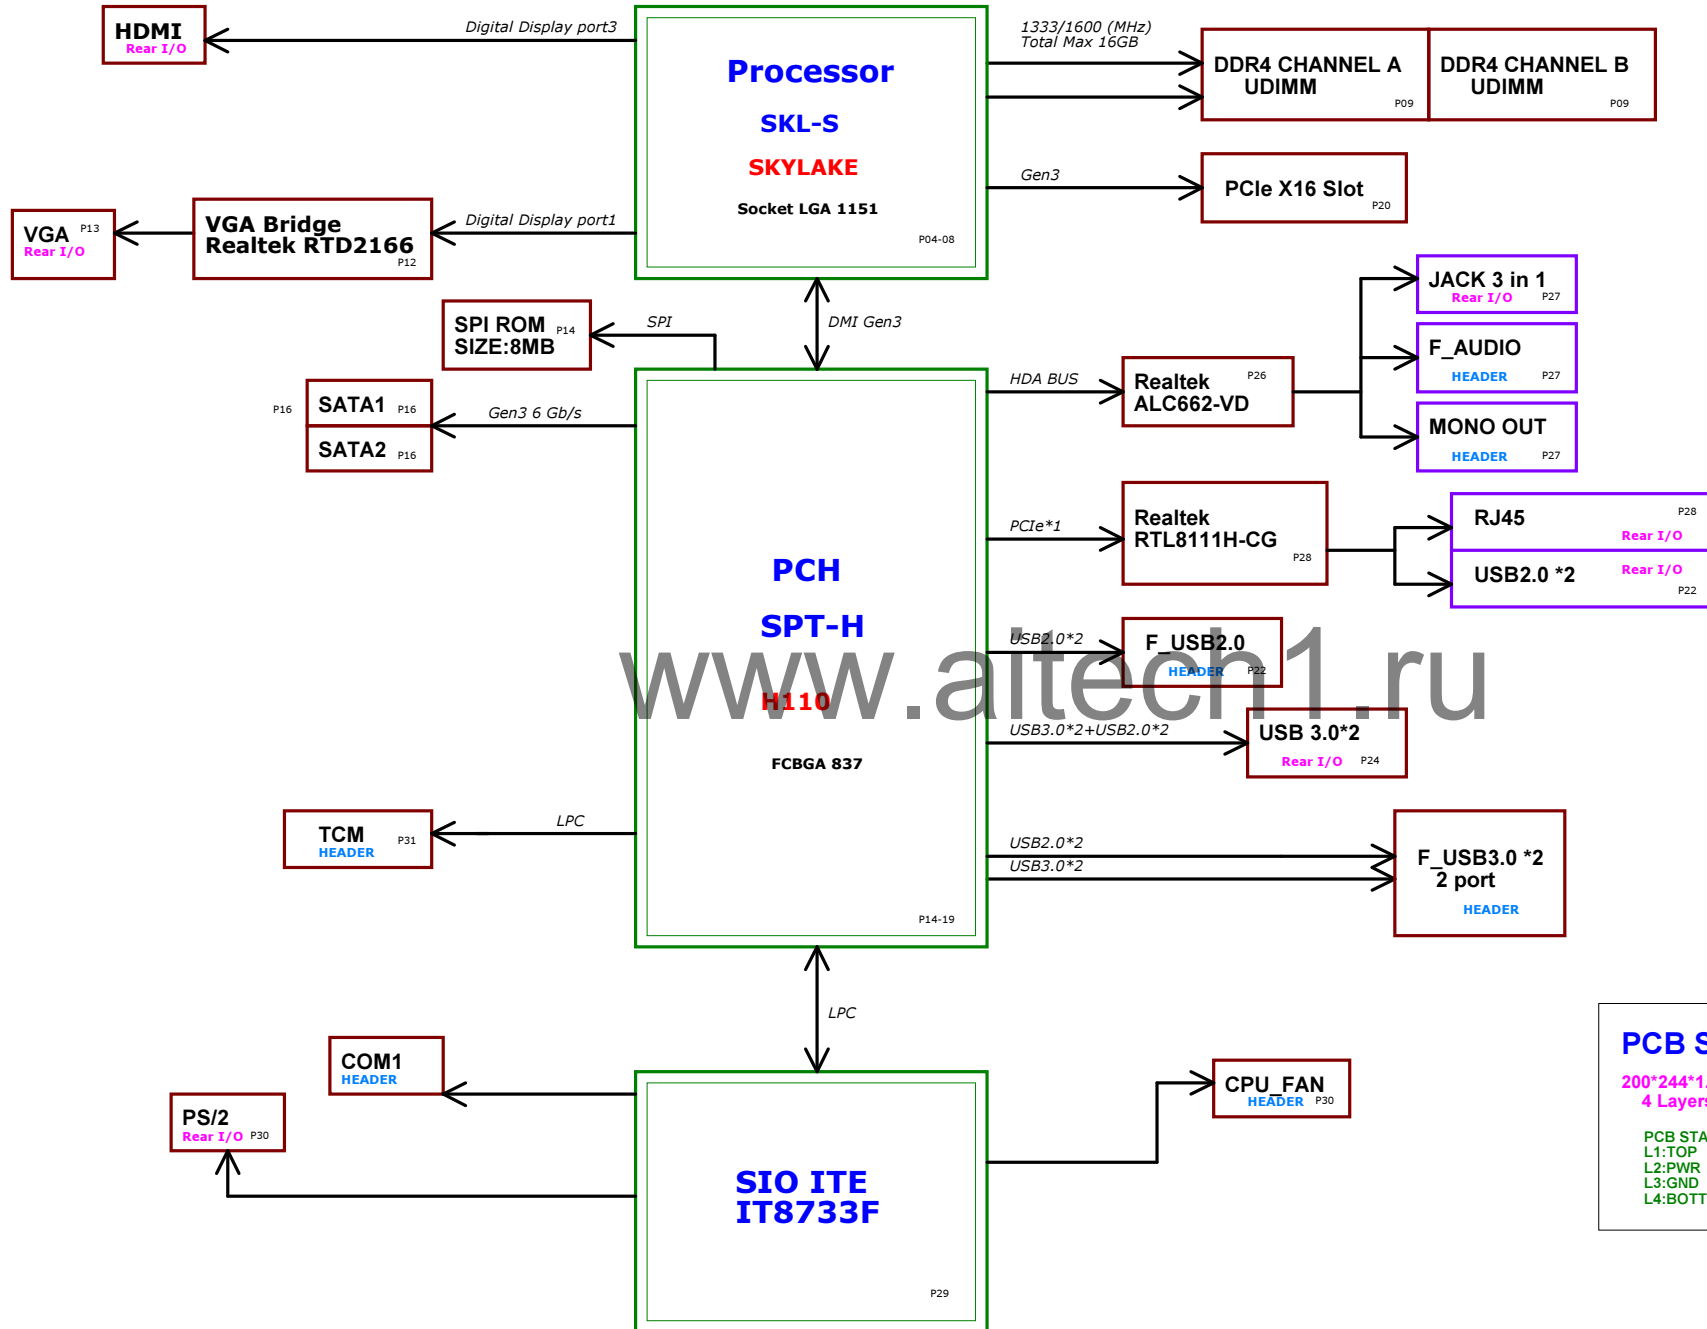 HDMI
Rear I/O
Digital Display port3
Processor
SKL-S
SKYLAKE
Socket LGA 1151
P04-08
1333/1600 (MHz)
Total Max 16GB
DDR4 CHANNEL A
UDIMM
P09
DDR4 CHANNEL B
UDIMM
P09
Gen3
PCIe X16 Slot
P20
VGA P13
Rear I/O
VGA Bridge
Realtek RTD2166
P12
Digital Display port1
DMI Gen3
SPI ROM P14
SIZE:8MB
SPI
P16
SATA1 P16
SATA2 P16
Gen3 6 Gb/s
HDA BUS
Realtek P26
ALC662-VD
JACK 3 in 1
Rear I/O P27
F_AUDIO
HEADER P27
MONO OUT
HEADER P27
PCH
SPT-H
H110
FCBGA 837
P14-19
PCIe*1
Realtek
RTL8111H-CG
P28
RJ45 P28
Rear I/O
USB2.0 *2 Rear I/O
P22
USB2.0*2
F_USB2.0
HEADER P22
www.aitech1.ru
USB3.0*2+USB2.0*2
USB 3.0*2
Rear I/O P24
TCM P31
HEADER
LPC
USB2.0*2
USB3.0*2
F_USB3.0 *2
2 port
HEADER
LPC
COM1
HEADER
PS/2
Rear I/O P30
CPU_FAN
HEADER P30
SIO ITE
IT8733F
P29
PCB S
200*244*1.
4 Layers
PCB STA
L1:TOP
L2:PWR
L3:GND
L4:BOTT